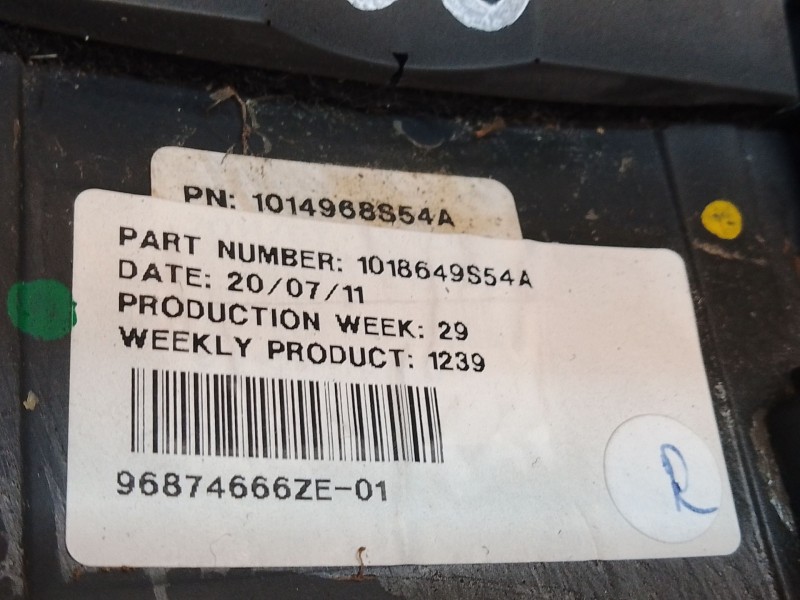 PN: 1014968S54A
PART NUMBER: 1018649S54A
DATE: 20/07/11
PRODUCTION WEEK: 29
WEEKLY PRODUCT: 1239
96874666ZE-01
R